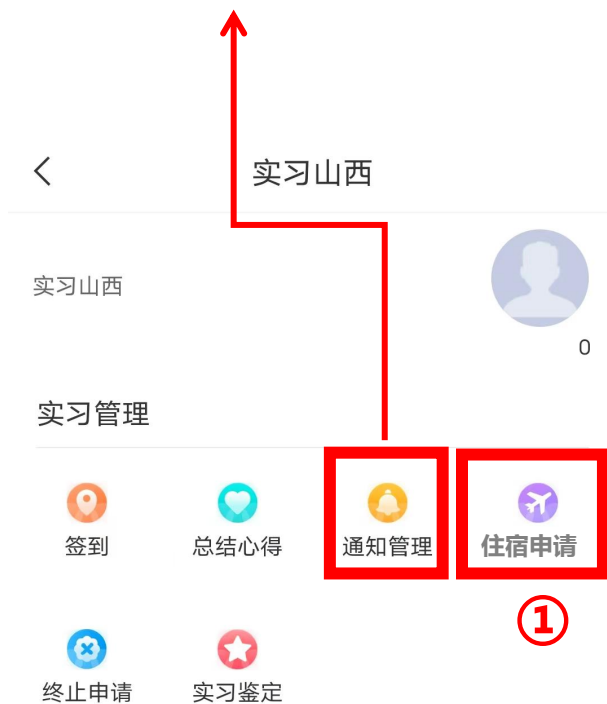 实习山西
实习山西
0
实习管理
签到 总结心得 通知管理 住宿申请
①
终止申请 实习鉴定